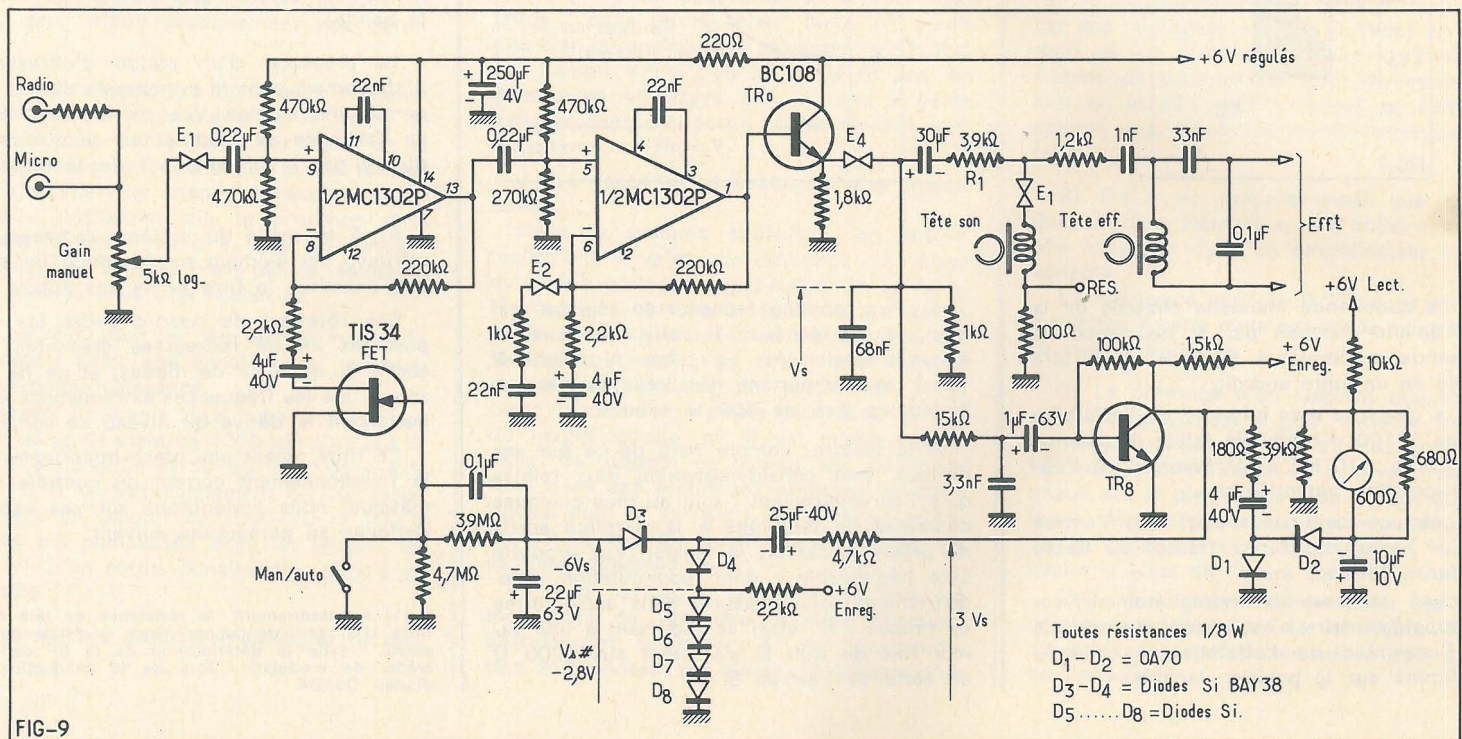 Radio
Micro
Gain
manuel
5kΩ log.
E1
0,22µF
470kΩ
470kΩ
22nF
+
9
11
10
14
13
1/2MC1302P
-
8
7
12
250µF
4V
+
-
0,22µF
470kΩ
270kΩ
22nF
+
5
4
3
1
1/2MC1302P
-
6
2
220Ω
BC108
TRo
E4
1,8kΩ
+6V régulés
30µF
+
-
3,9kΩ
R1
1,2kΩ
1nF
33nF
E1
Tête son
Tête eff.
0,1µF
Efft
RES.
100Ω
220kΩ
2,2kΩ
4µF
40V
+
-
TIS 34
FET
E2
1kΩ
22nF
220kΩ
2,2kΩ
+
4µF
40V
Vs
68nF
1kΩ
15kΩ
3,3nF
1µF-63V
-
+
100kΩ
1,5kΩ
+6V
Enreg.
TR8
+6V Lect.
10kΩ
180Ω
3,9kΩ
4µF
40V
+
-
D1
D2
600Ω
680Ω
10µF
10V
+
0,1µF
Man/auto
4,7MΩ
3,9MΩ
-6Vs
-
+
22µF
63V
D3
D4
25µF-40V
-
+
4,7kΩ
22kΩ
+6V
Enreg.
D5
D6
D7
D8
VA#
-2,8V
3 Vs
Toutes résistances 1/8 W
D1-D2 = OA70
D3-D4 = Diodes Si BAY38
D5......D8 = Diodes Si.
FIG-9